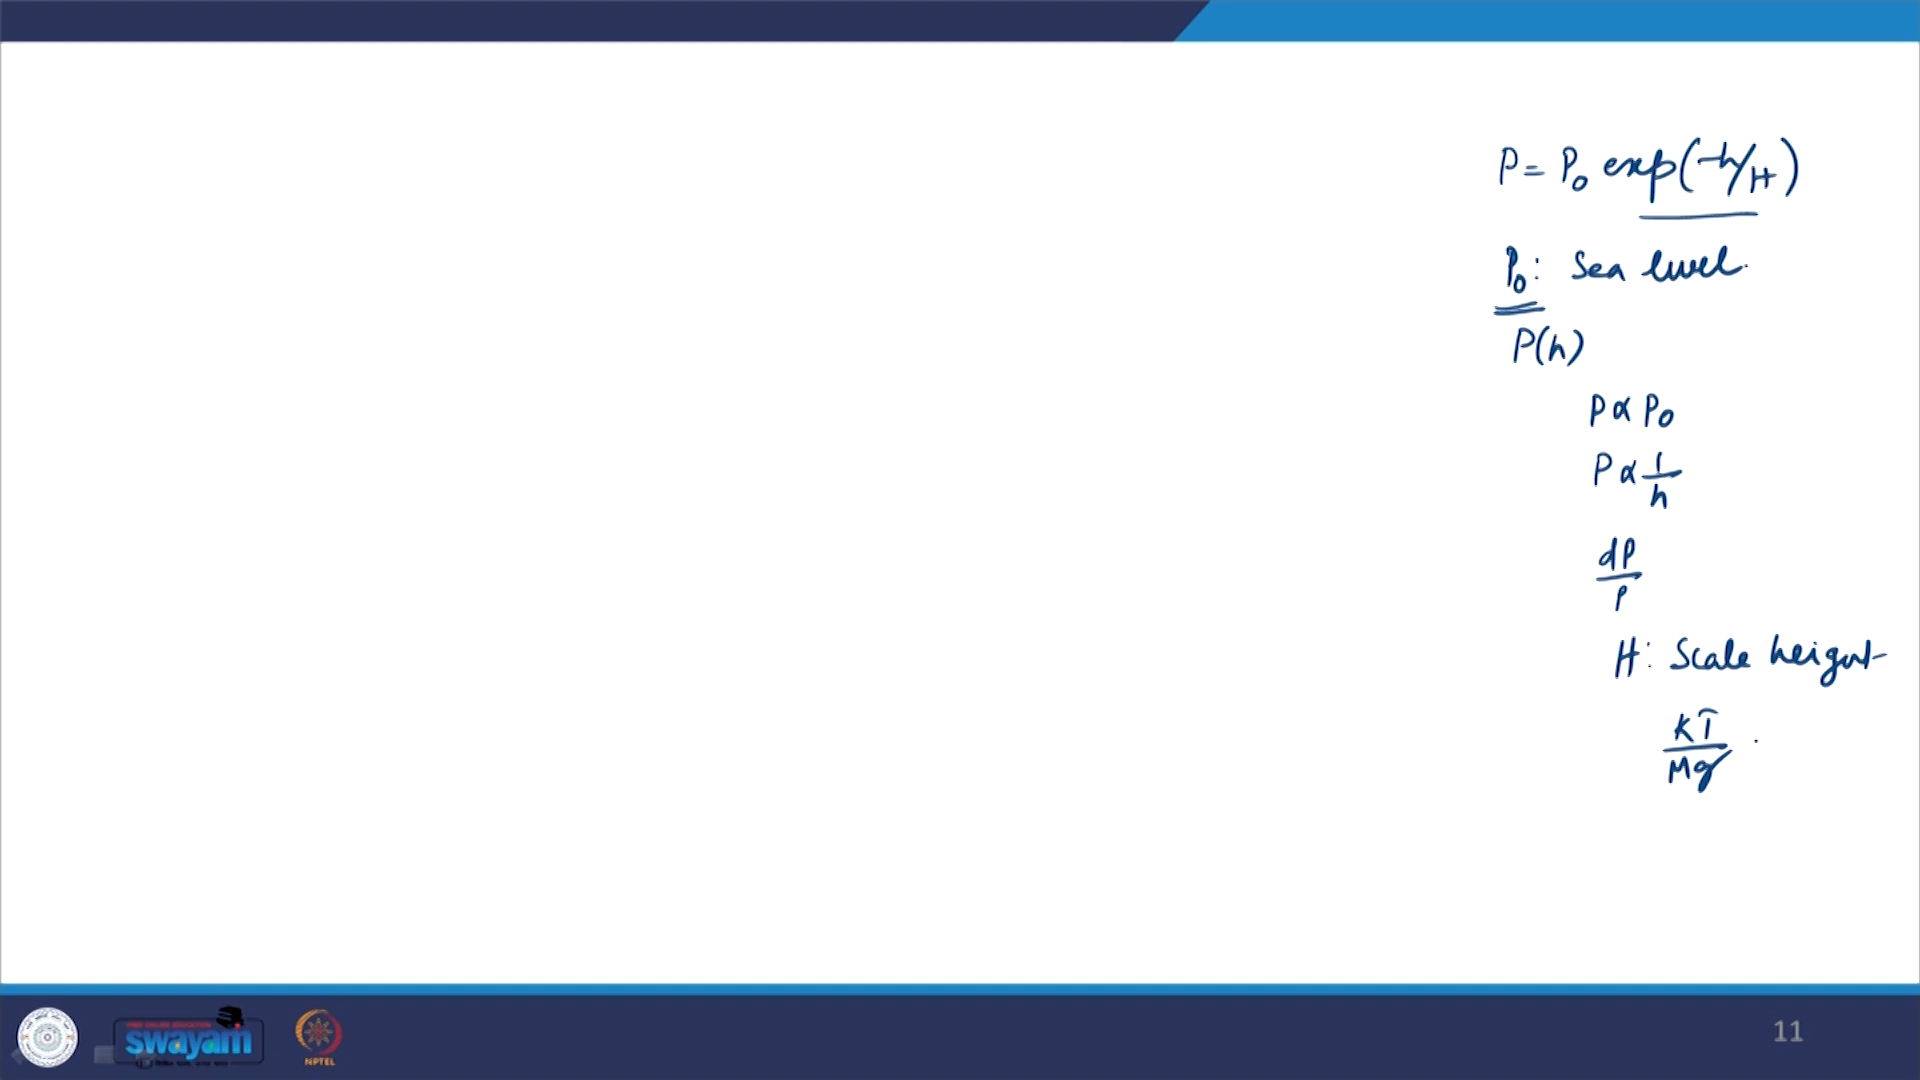 P = P₀ exp(-h/H)
P₀: Sea level.
P(h)
P α P₀
P α 1/h
dP/P
H: Scale height
KT̄/Mg
swayam
NPTEL
11